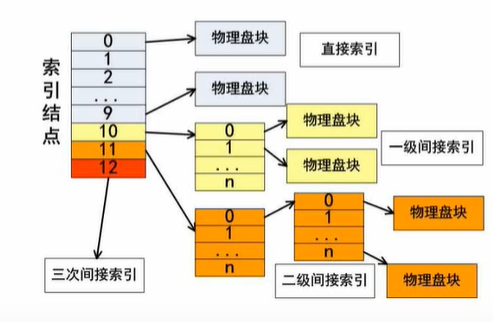 索引结点
0
1
2
...
9
10
11
12
物理盘块
物理盘块
直接索引
0
1
...
n
物理盘块
物理盘块
一级间接索引
0
1
...
n
0
1
...
n
物理盘块
物理盘块
二级间接索引
三次间接索引